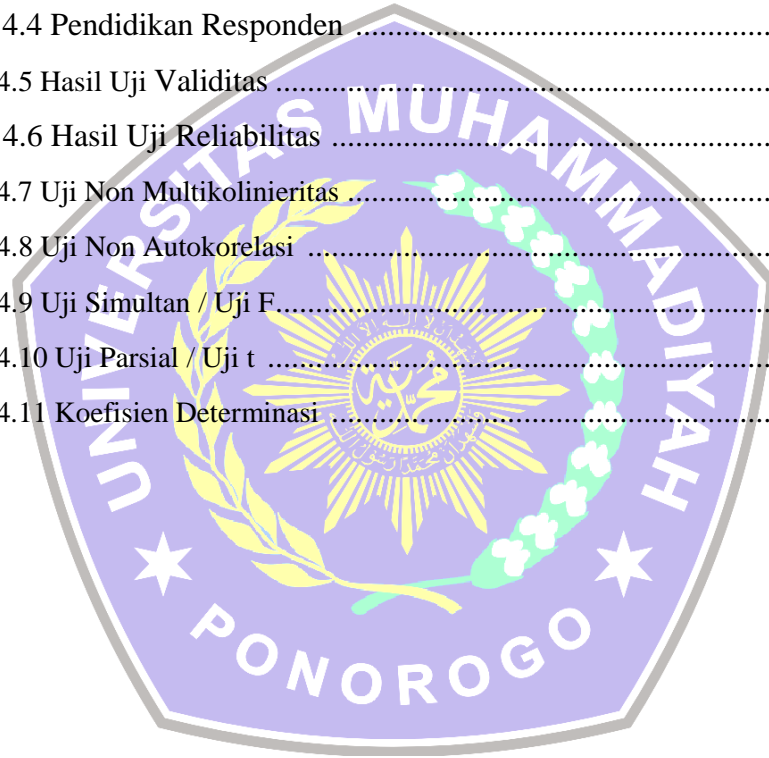 4.4 Pendidikan Responden ............................................................
4.5 Hasil Uji Validitas ............................................................
4.6 Hasil Uji Reliabilitas ............................................................
4.7 Uji Non Multikolinieritas ............................................................
4.8 Uji Non Autokorelasi ............................................................
4.9 Uji Simultan / Uji F............................................................
4.10 Uji Parsial / Uji t ............................................................
4.11 Koefisien Determinasi ............................................................
UNIVERSITAS MUHAMMADIYAH
PONOROGO